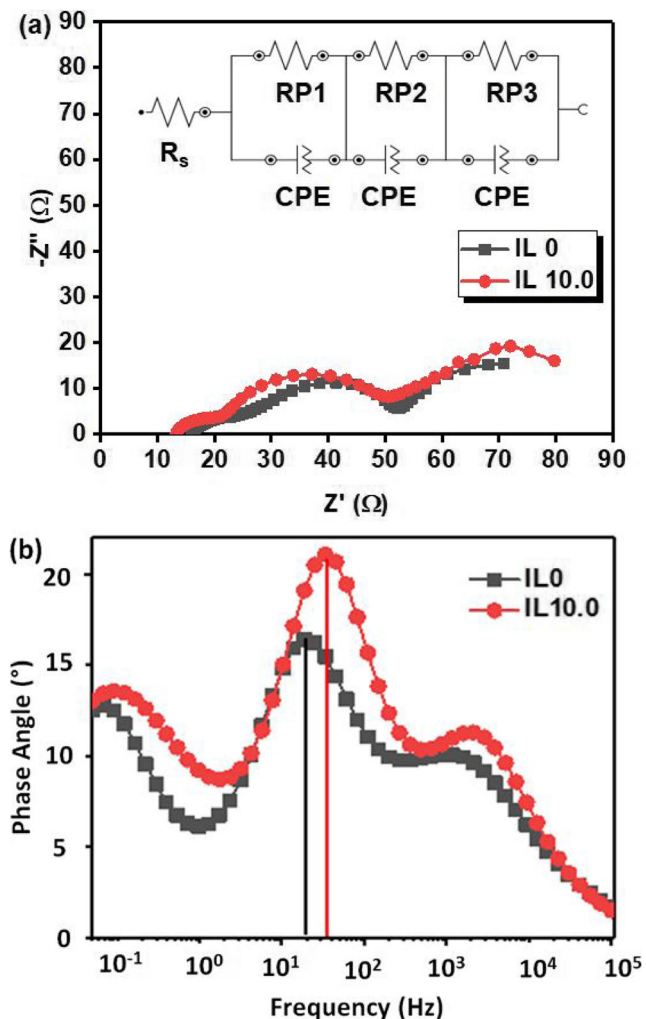 (a)
90
80
70
60
50
40
30
20
10
0
-Z'' (Ω)
RP1 RP2 RP3
Rs
CPE CPE CPE
IL 0
IL 10.0
0 10 20 30 40 50 60 70 80 90
Z' (Ω)
(b)
20
15
10
5
0
Phase Angle (°)
IL0
IL10.0
10⁻¹ 10⁰ 10¹ 10² 10³ 10⁴ 10⁵
Frequency (Hz)